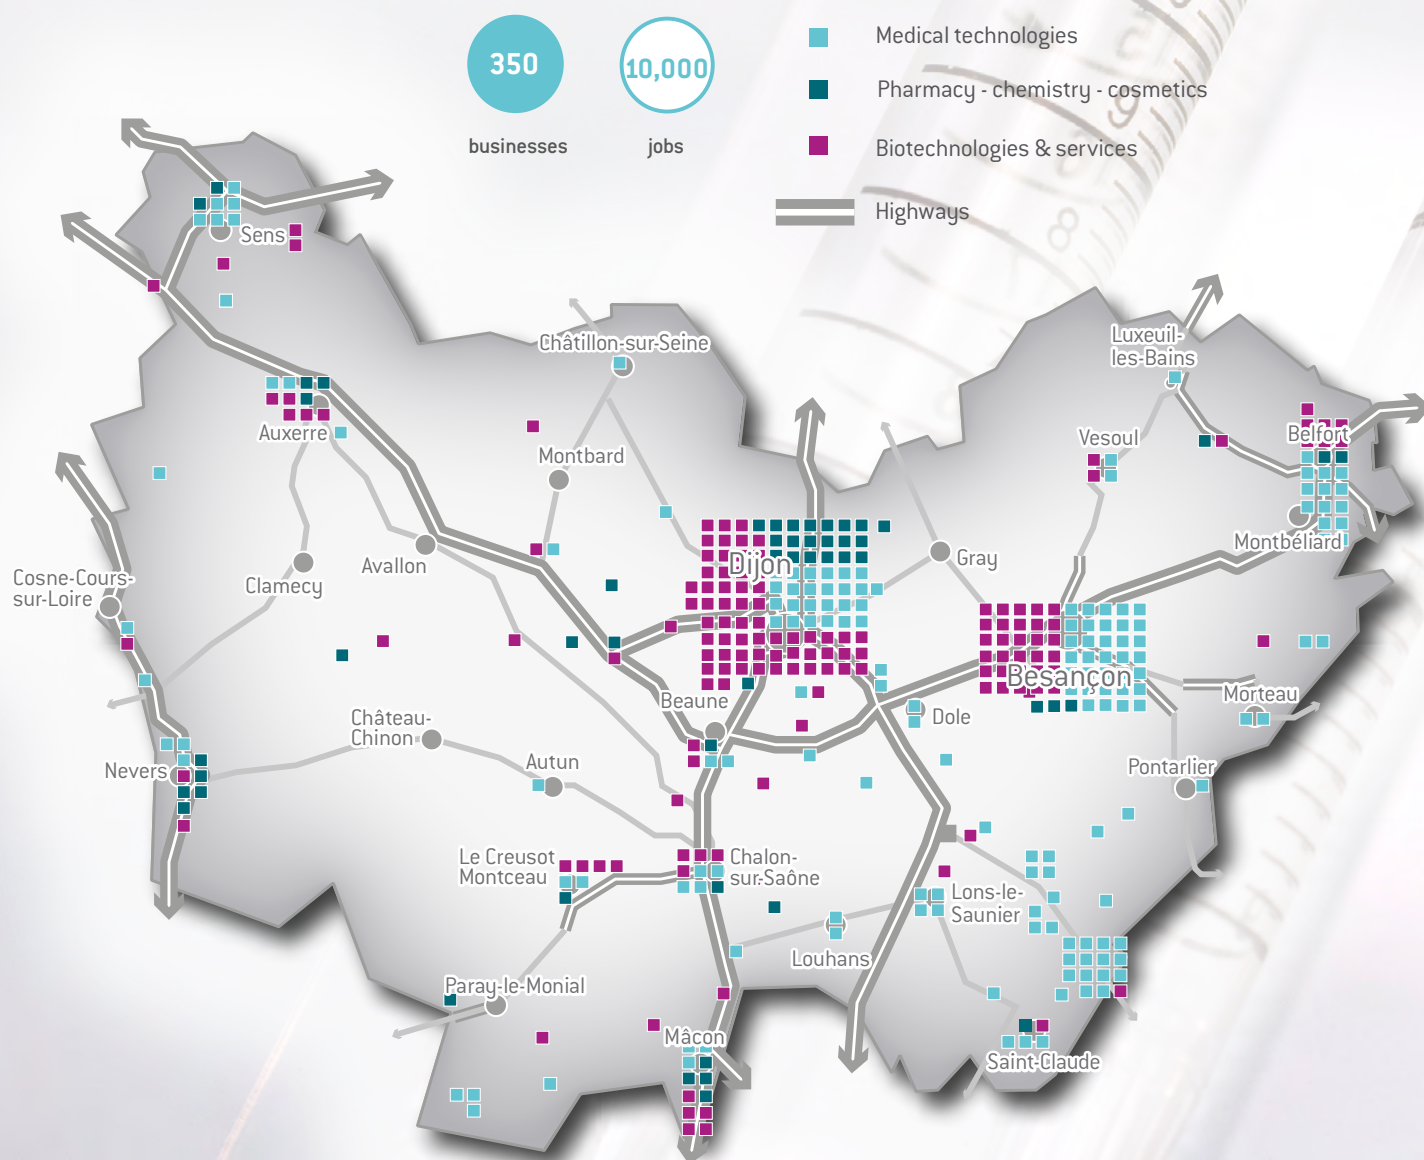 350
10,000
businesses
jobs
Medical technologies
Pharmacy - chemistry - cosmetics
Biotechnologies & services
Highways
Sens
Châtillon-sur-Seine
Luxeuil-
les-Bains
Auxerre
Montbard
Vesoul
Belfort
Avallon
Dijon
Gray
Montbéliard
Clamecy
Cosne-Cours-
sur-Loire
Besançon
Beaune
Dole
Morteau
Château-
Chinon
Nevers
Autun
Pontarlier
Le Creusot
Montceau
Chalon-
sur-Saône
Lons-le-
Saunier
Louhans
Paray-le-Monial
Mâcon
Saint-Claude